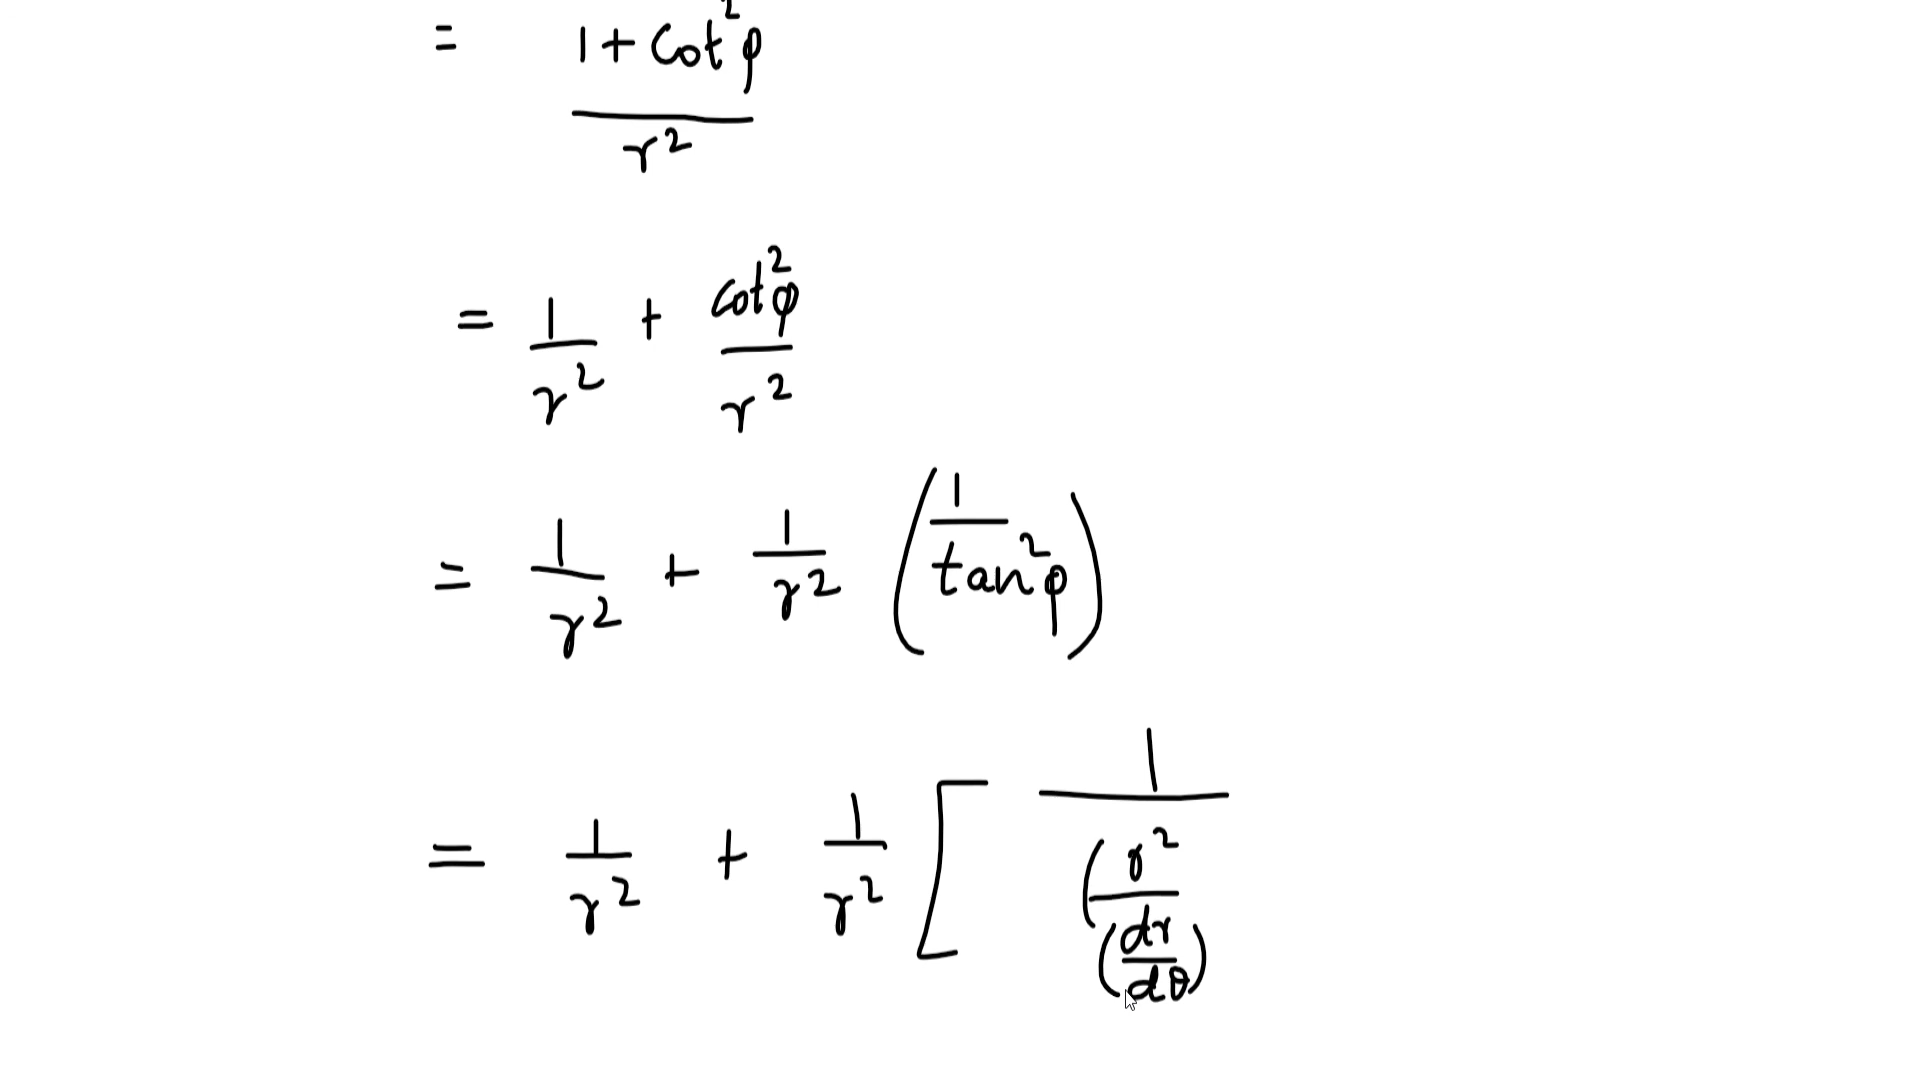 = (1 + Cot²φ) / r²
= 1/r² + cot²φ / r²
= 1/r² + 1/r² (1/tan²φ)
= 1/r² + 1/r² [ 1 / (r² / (dr/dθ)